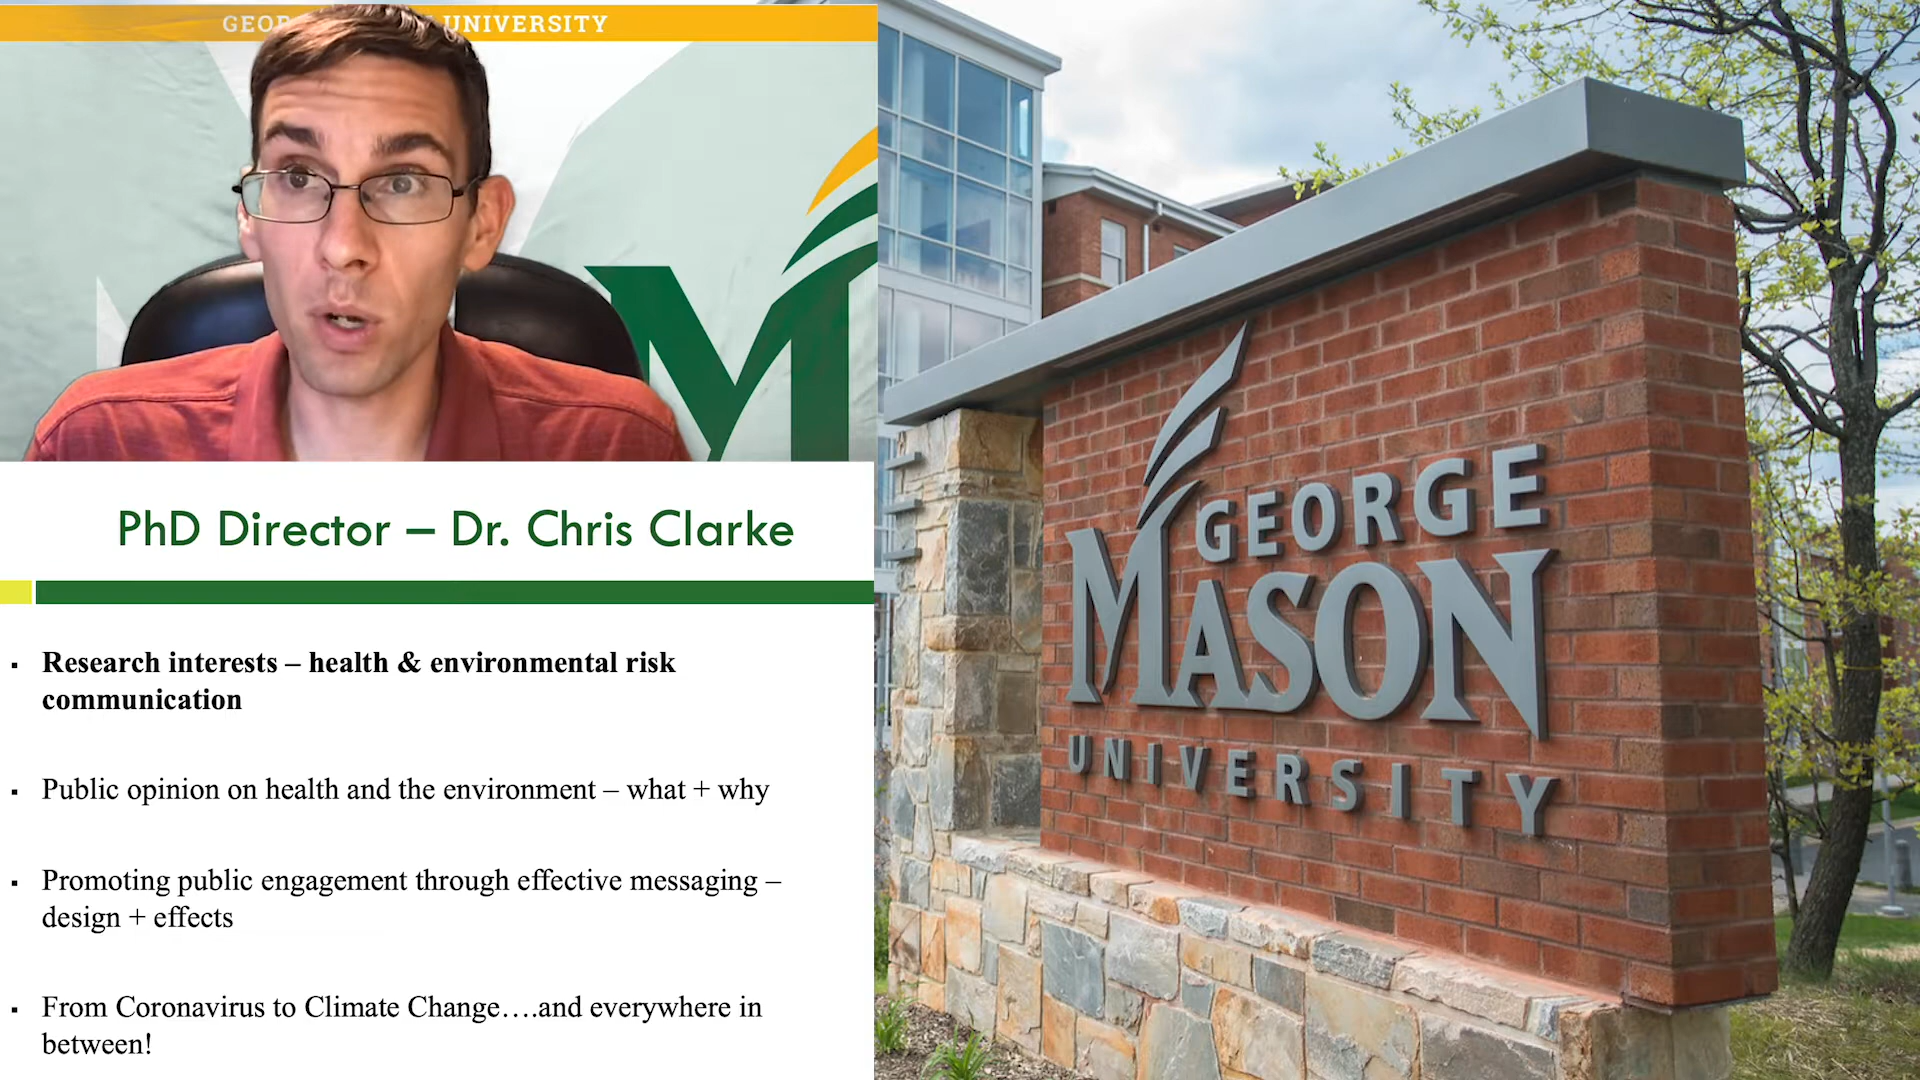 GEOR UNIVERSITY
PhD Director – Dr. Chris Clarke
▪ Research interests – health & environmental risk
communication
▪ Public opinion on health and the environment – what + why
▪ Promoting public engagement through effective messaging –
design + effects
▪ From Coronavirus to Climate Change….and everywhere in
between!
M
GEORGE
MASON
UNIVERSITY